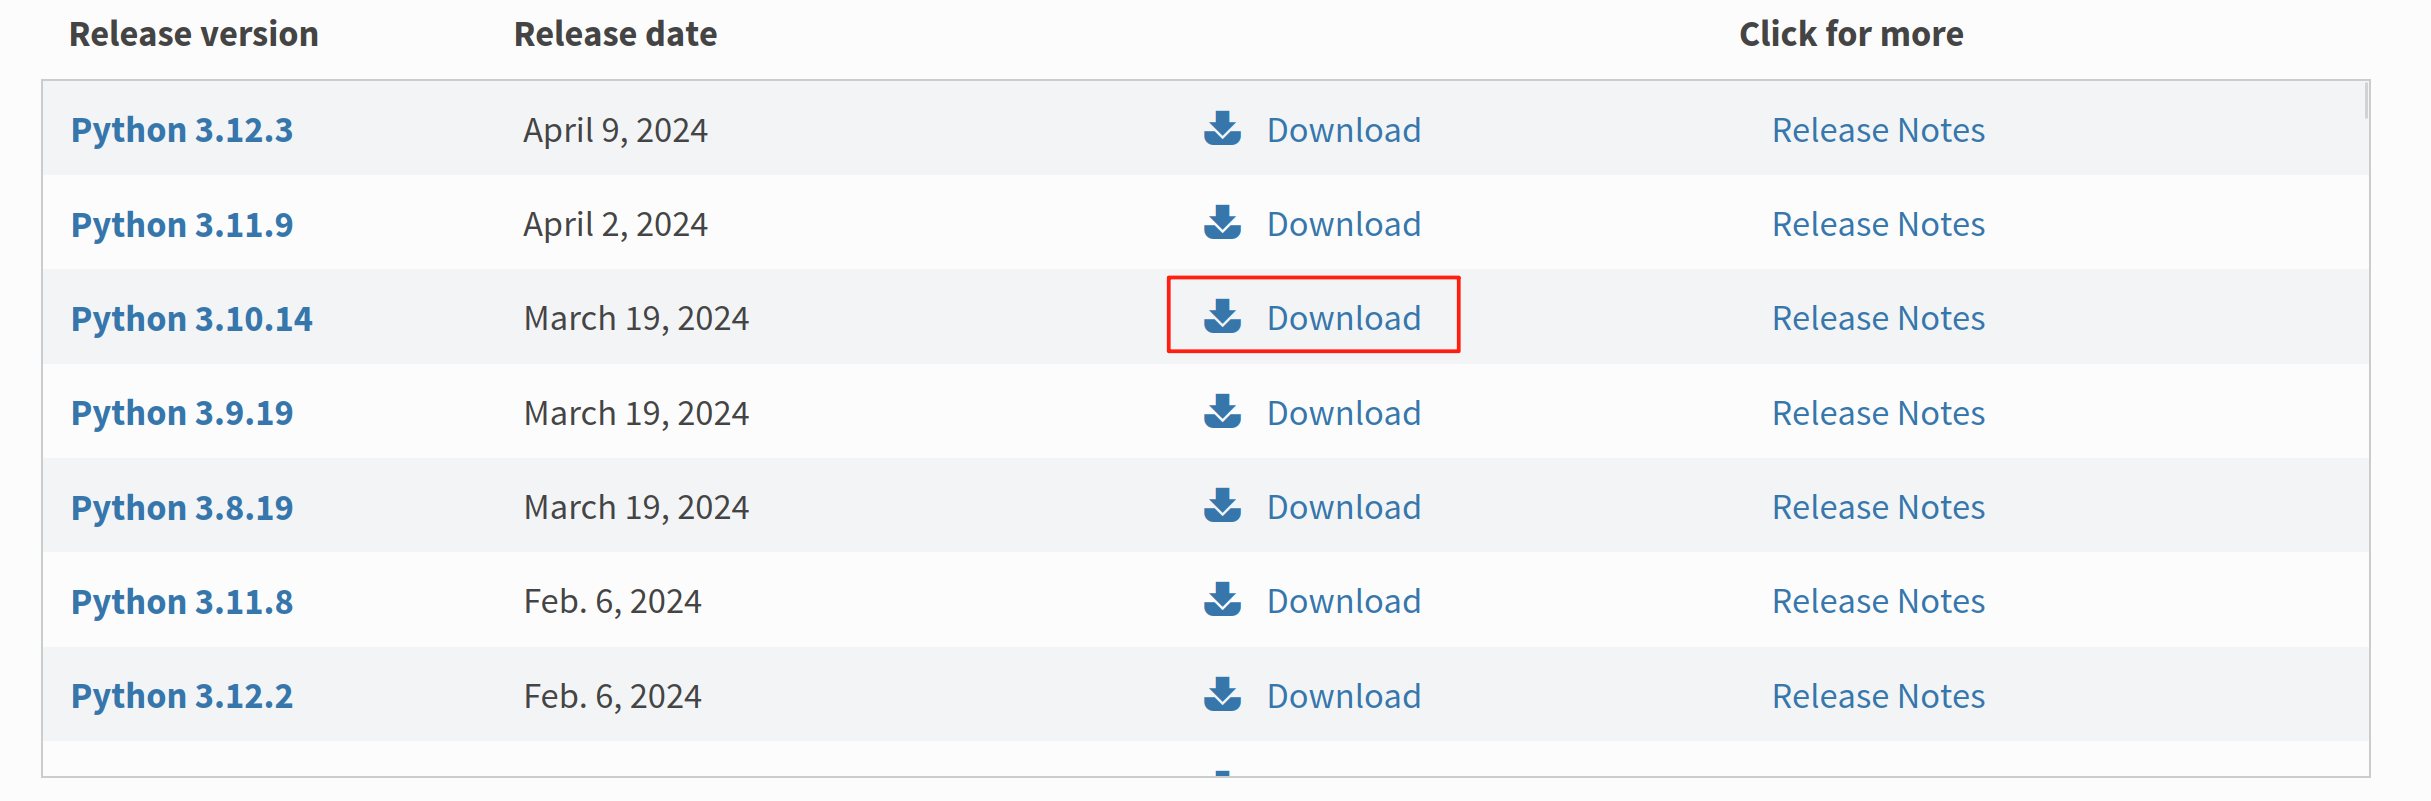 Release version Release date Click for more
Python 3.12.3 April 9, 2024 Download Release Notes
Python 3.11.9 April 2, 2024 Download Release Notes
Python 3.10.14 March 19, 2024 Download Release Notes
Python 3.9.19 March 19, 2024 Download Release Notes
Python 3.8.19 March 19, 2024 Download Release Notes
Python 3.11.8 Feb. 6, 2024 Download Release Notes
Python 3.12.2 Feb. 6, 2024 Download Release Notes